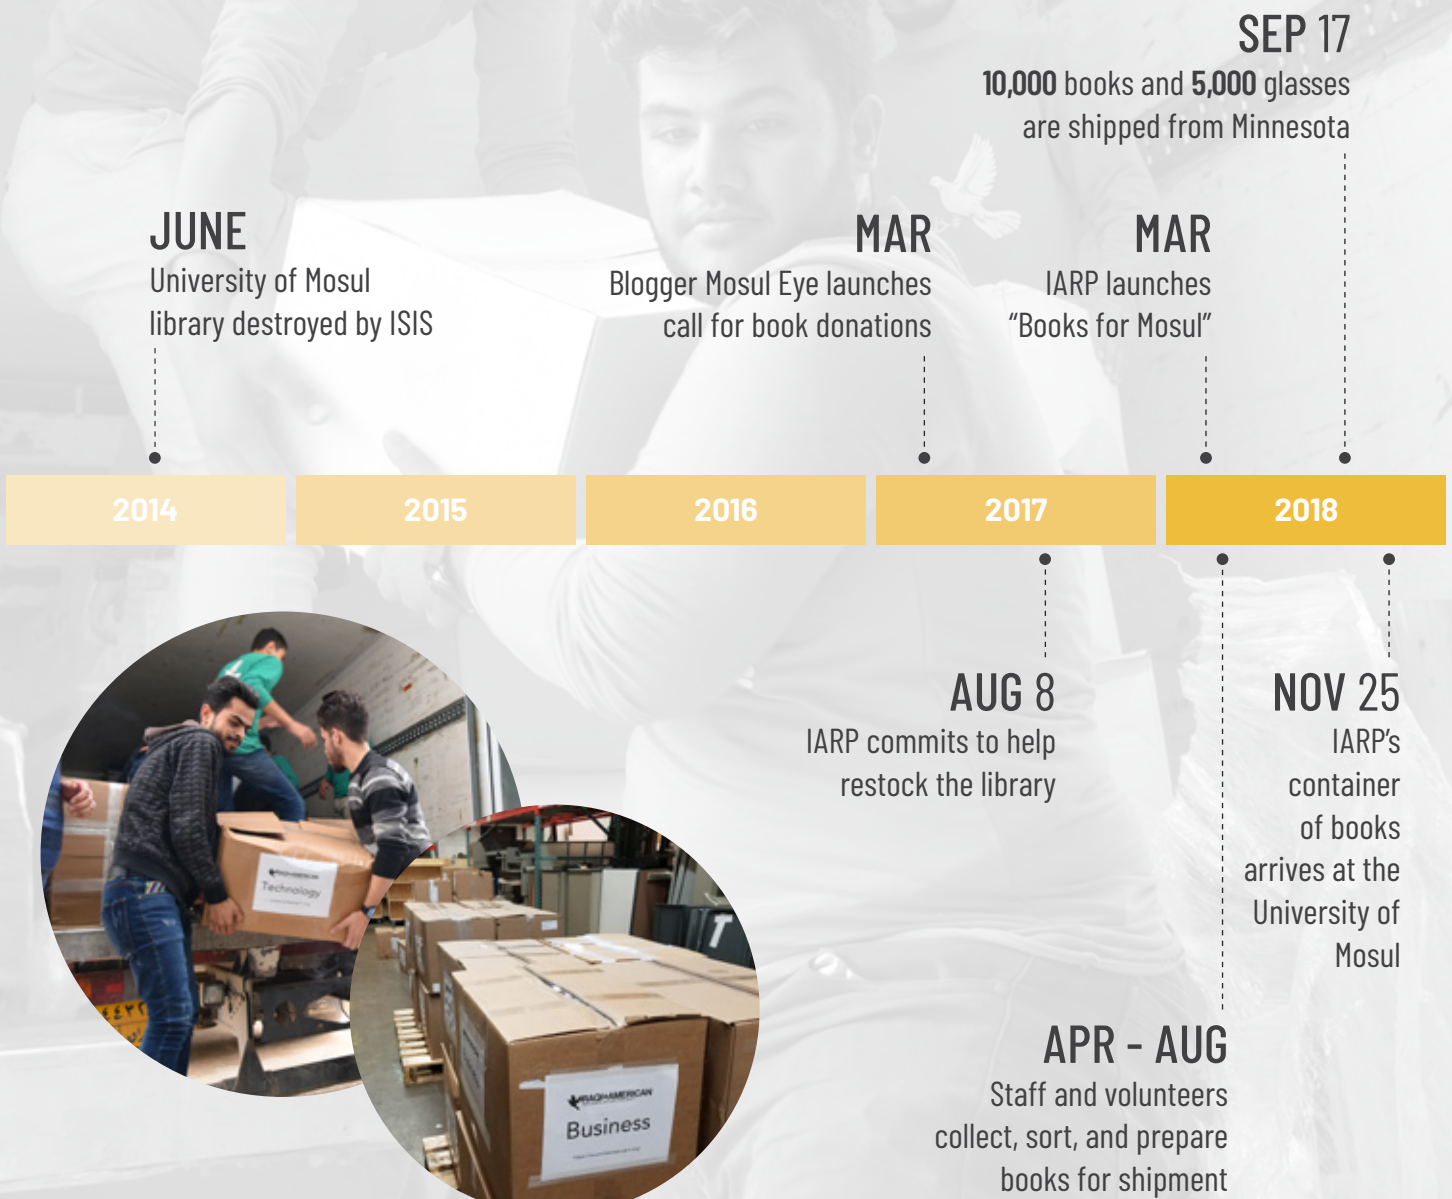 SEP 17
10,000 books and 5,000 glasses
are shipped from Minnesota
JUNE
University of Mosul
library destroyed by ISIS
MAR
Blogger Mosul Eye launches
call for book donations
MAR
IARP launches
“Books for Mosul”
2014
2015
2016
2017
2018
AUG 8
IARP commits to help
restock the library
NOV 25
IARP’s
container
of books
arrives at the
University of
Mosul
APR - AUG
Staff and volunteers
collect, sort, and prepare
books for shipment
Technology
IRAQI AMERICAN
Business